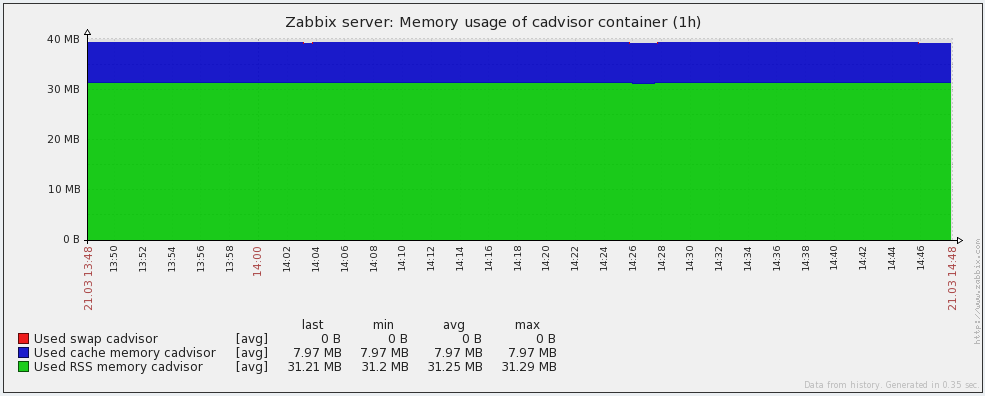 Zabbix server: Memory usage of cadvisor container (1h)
40 MB
30 MB
20 MB
10 MB
0 B
21.03 13:48
13:50
13:52
13:54
13:56
13:58
14:00
14:02
14:04
14:06
14:08
14:10
14:12
14:14
14:16
14:18
14:20
14:22
14:24
14:26
14:28
14:30
14:32
14:34
14:36
14:38
14:40
14:42
14:44
14:46
21.03 14:48
http://www.zabbix.com
last min avg max
Used swap cadvisor [avg] 0 B 0 B 0 B 0 B
Used cache memory cadvisor [avg] 7.97 MB 7.97 MB 7.97 MB 7.97 MB
Used RSS memory cadvisor [avg] 31.21 MB 31.2 MB 31.25 MB 31.29 MB
Data from history. Generated in 0.35 sec.